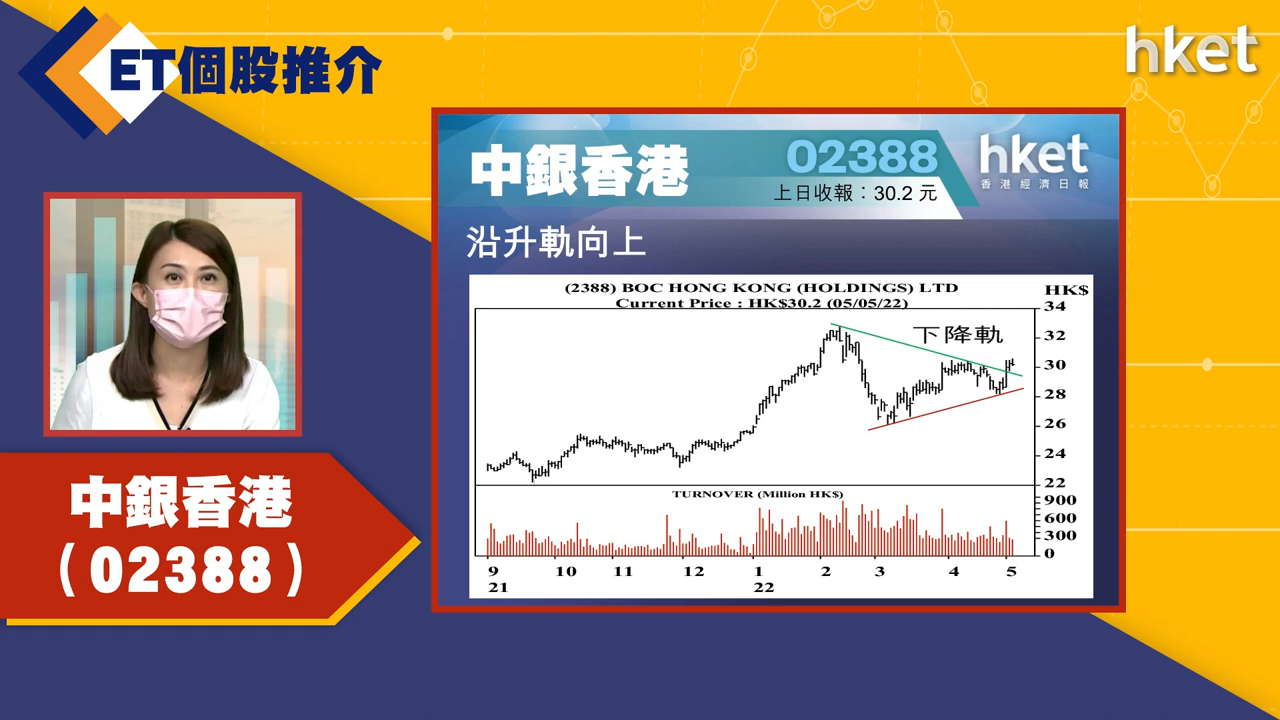 ET個股推介
hket
中銀香港
02388
hket
香港經濟日報
上日收報：30.2 元
沿升軌向上
(2388) BOC HONG KONG (HOLDINGS) LTD
Current Price : HK$30.2 (05/05/22)
HK$
34
下降軌
32
30
28
26
24
22
TURNOVER (Million HK$)
900
600
300
0
9 10 11 12 1 2 3 4 5
21 22
中銀香港
（02388）